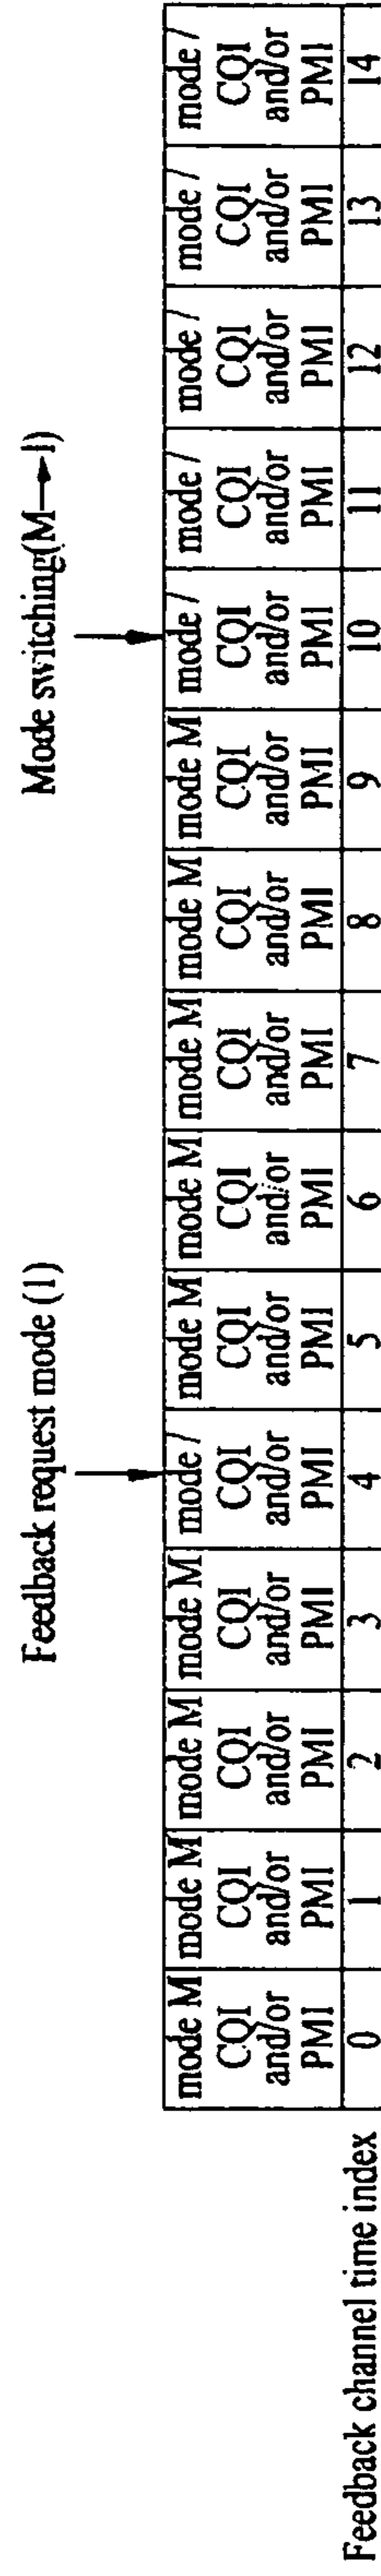 Feedback request mode (1)
Mode switching(M→l)
mode M CQI and/or PMI
mode M CQI and/or PMI
mode M CQI and/or PMI
mode M CQI and/or PMI
mode / CQI and/or PMI
mode M CQI and/or PMI
mode M CQI and/or PMI
mode M CQI and/or PMI
mode M CQI and/or PMI
mode M CQI and/or PMI
mode / CQI and/or PMI
mode / CQI and/or PMI
mode / CQI and/or PMI
mode / CQI and/or PMI
mode / CQI and/or PMI
Feedback channel time index 0 1 2 3 4 5 6 7 8 9 10 11 12 13 14